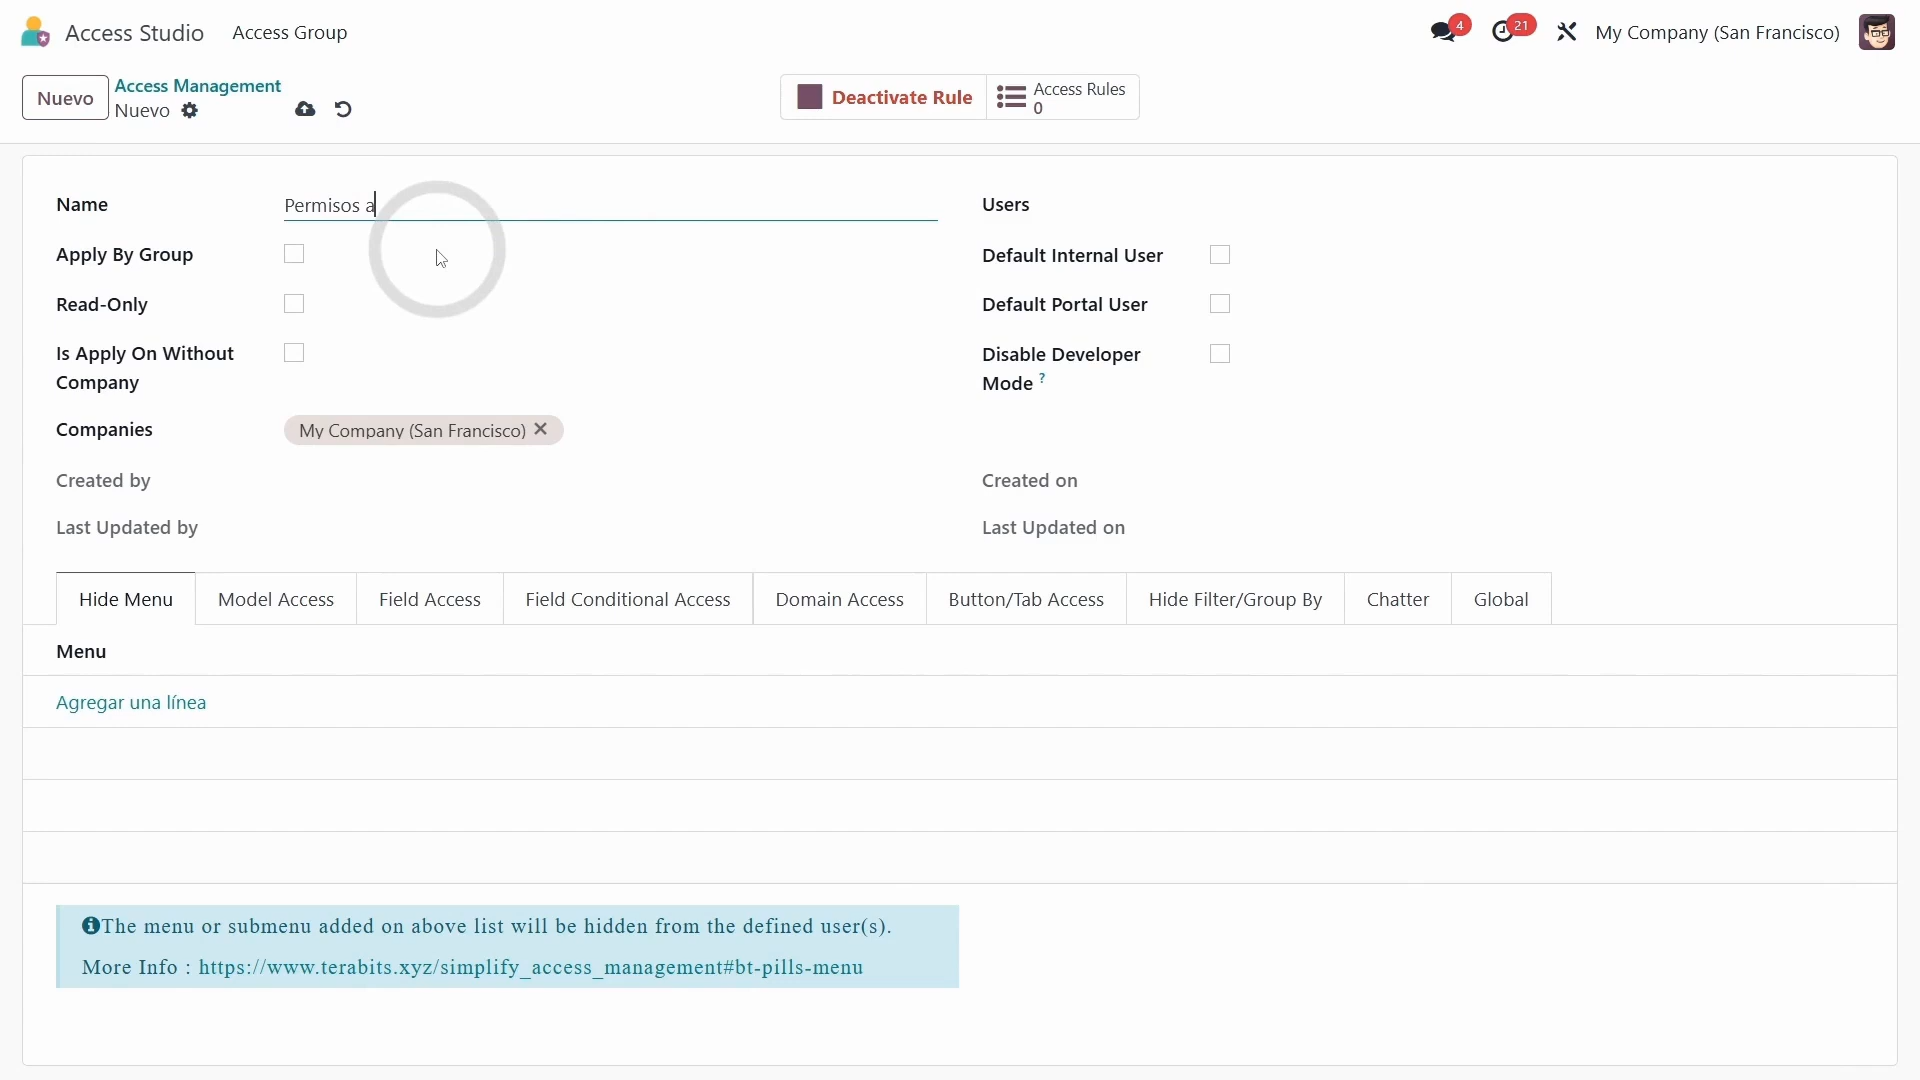 Access Studio Access Group 4 21 My Company (San Francisco)
Nuevo Access Management
Nuevo
Deactivate Rule Access Rules
0
Name Permisos a Users
Apply By Group Default Internal User
Read-Only Default Portal User
Is Apply On Without Company Disable Developer Mode ?
Companies My Company (San Francisco) ✕
Created by Created on
Last Updated by Last Updated on
Hide Menu Model Access Field Access Field Conditional Access Domain Access Button/Tab Access Hide Filter/Group By Chatter Global
Menu
Agregar una línea
The menu or submenu added on above list will be hidden from the defined user(s).
More Info : https://www.terabits.xyz/simplify_access_management#bt-pills-menu